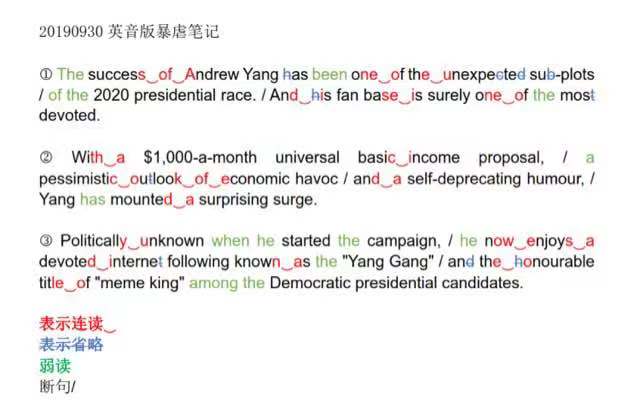 20190930 英音版暴虐笔记
① The success‿of‿Andrew Yang has been one‿of the‿unexpected sub-plots
/ of the 2020 presidential race. / And‿his fan base‿is surely one‿of the most
devoted.
② With‿a $1,000-a-month universal basic‿income proposal, / a
pessimistic‿outlook‿of‿economic havoc / and‿a self-deprecating humour, /
Yang has mounted‿a surprising surge.
③ Politically‿unknown when he started the campaign, / he now‿enjoys‿a
devoted‿internet following known‿as the "Yang Gang" / and the‿honourable
title‿of "meme king" among the Democratic presidential candidates.
表示连读‿
表示省略
弱读
断句/